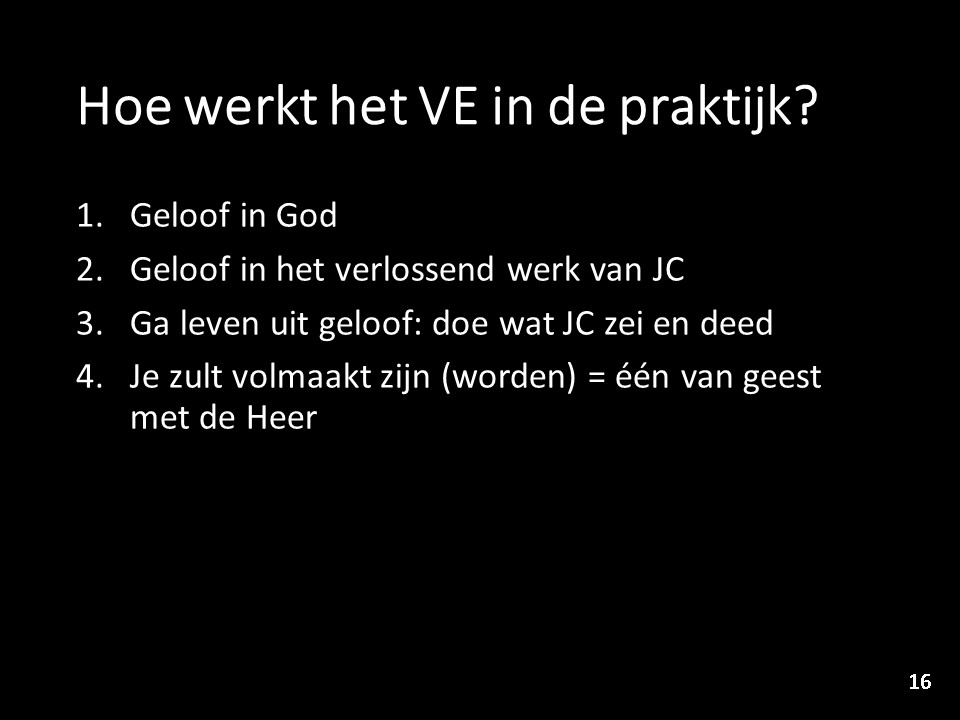 Hoe werkt het VE in de praktijk?
1. Geloof in God
2. Geloof in het verlossend werk van JC
3. Ga leven uit geloof: doe wat JC zei en deed
4. Je zult volmaakt zijn (worden) = één van geest
met de Heer
16